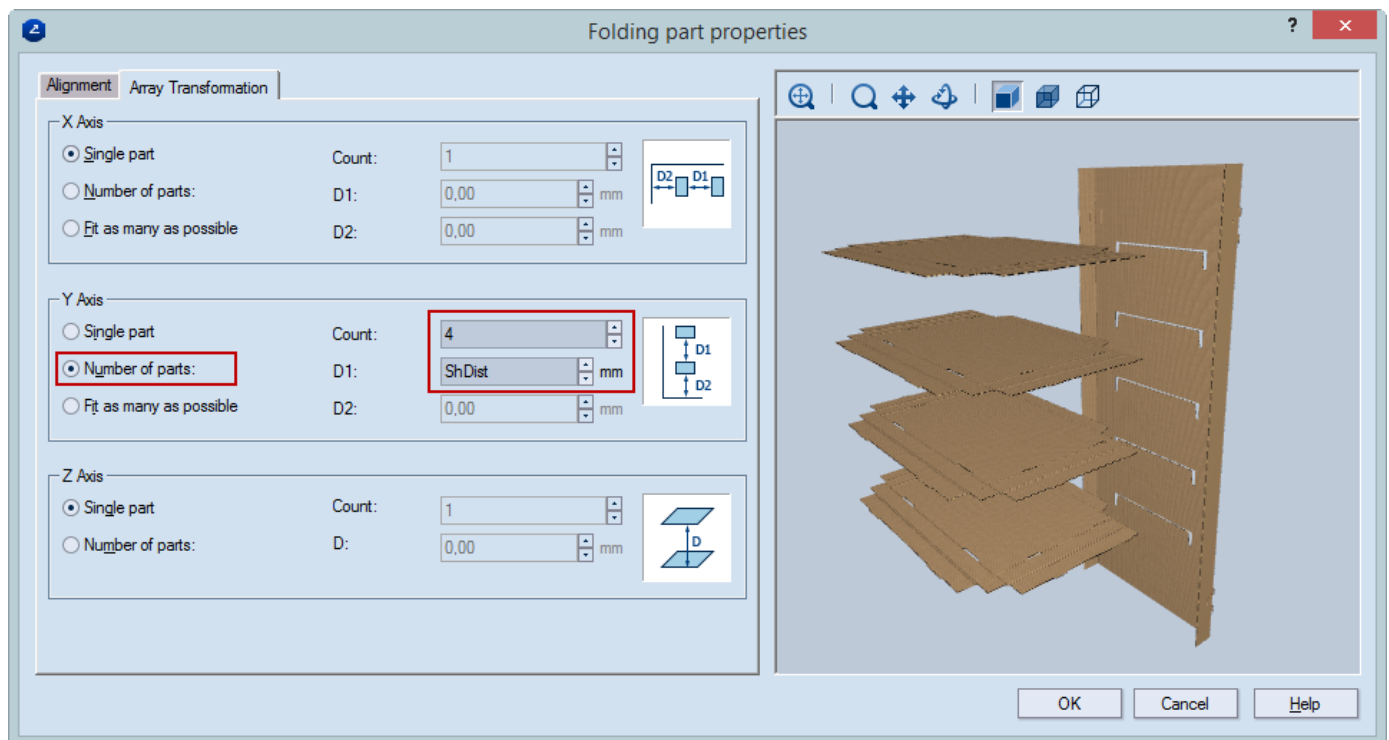 Folding part properties ? ×
Alignment Array Transformation
X Axis
Single part Count: 1
Number of parts: D1: 0,00 mm
Fit as many as possible D2: 0,00 mm
D2 D1
Y Axis
Single part Count: 4
Number of parts: D1: ShDist mm
Fit as many as possible D2: 0,00 mm
D1
D2
Z Axis
Single part Count: 1
Number of parts: D: 0,00 mm
D
OK Cancel Help